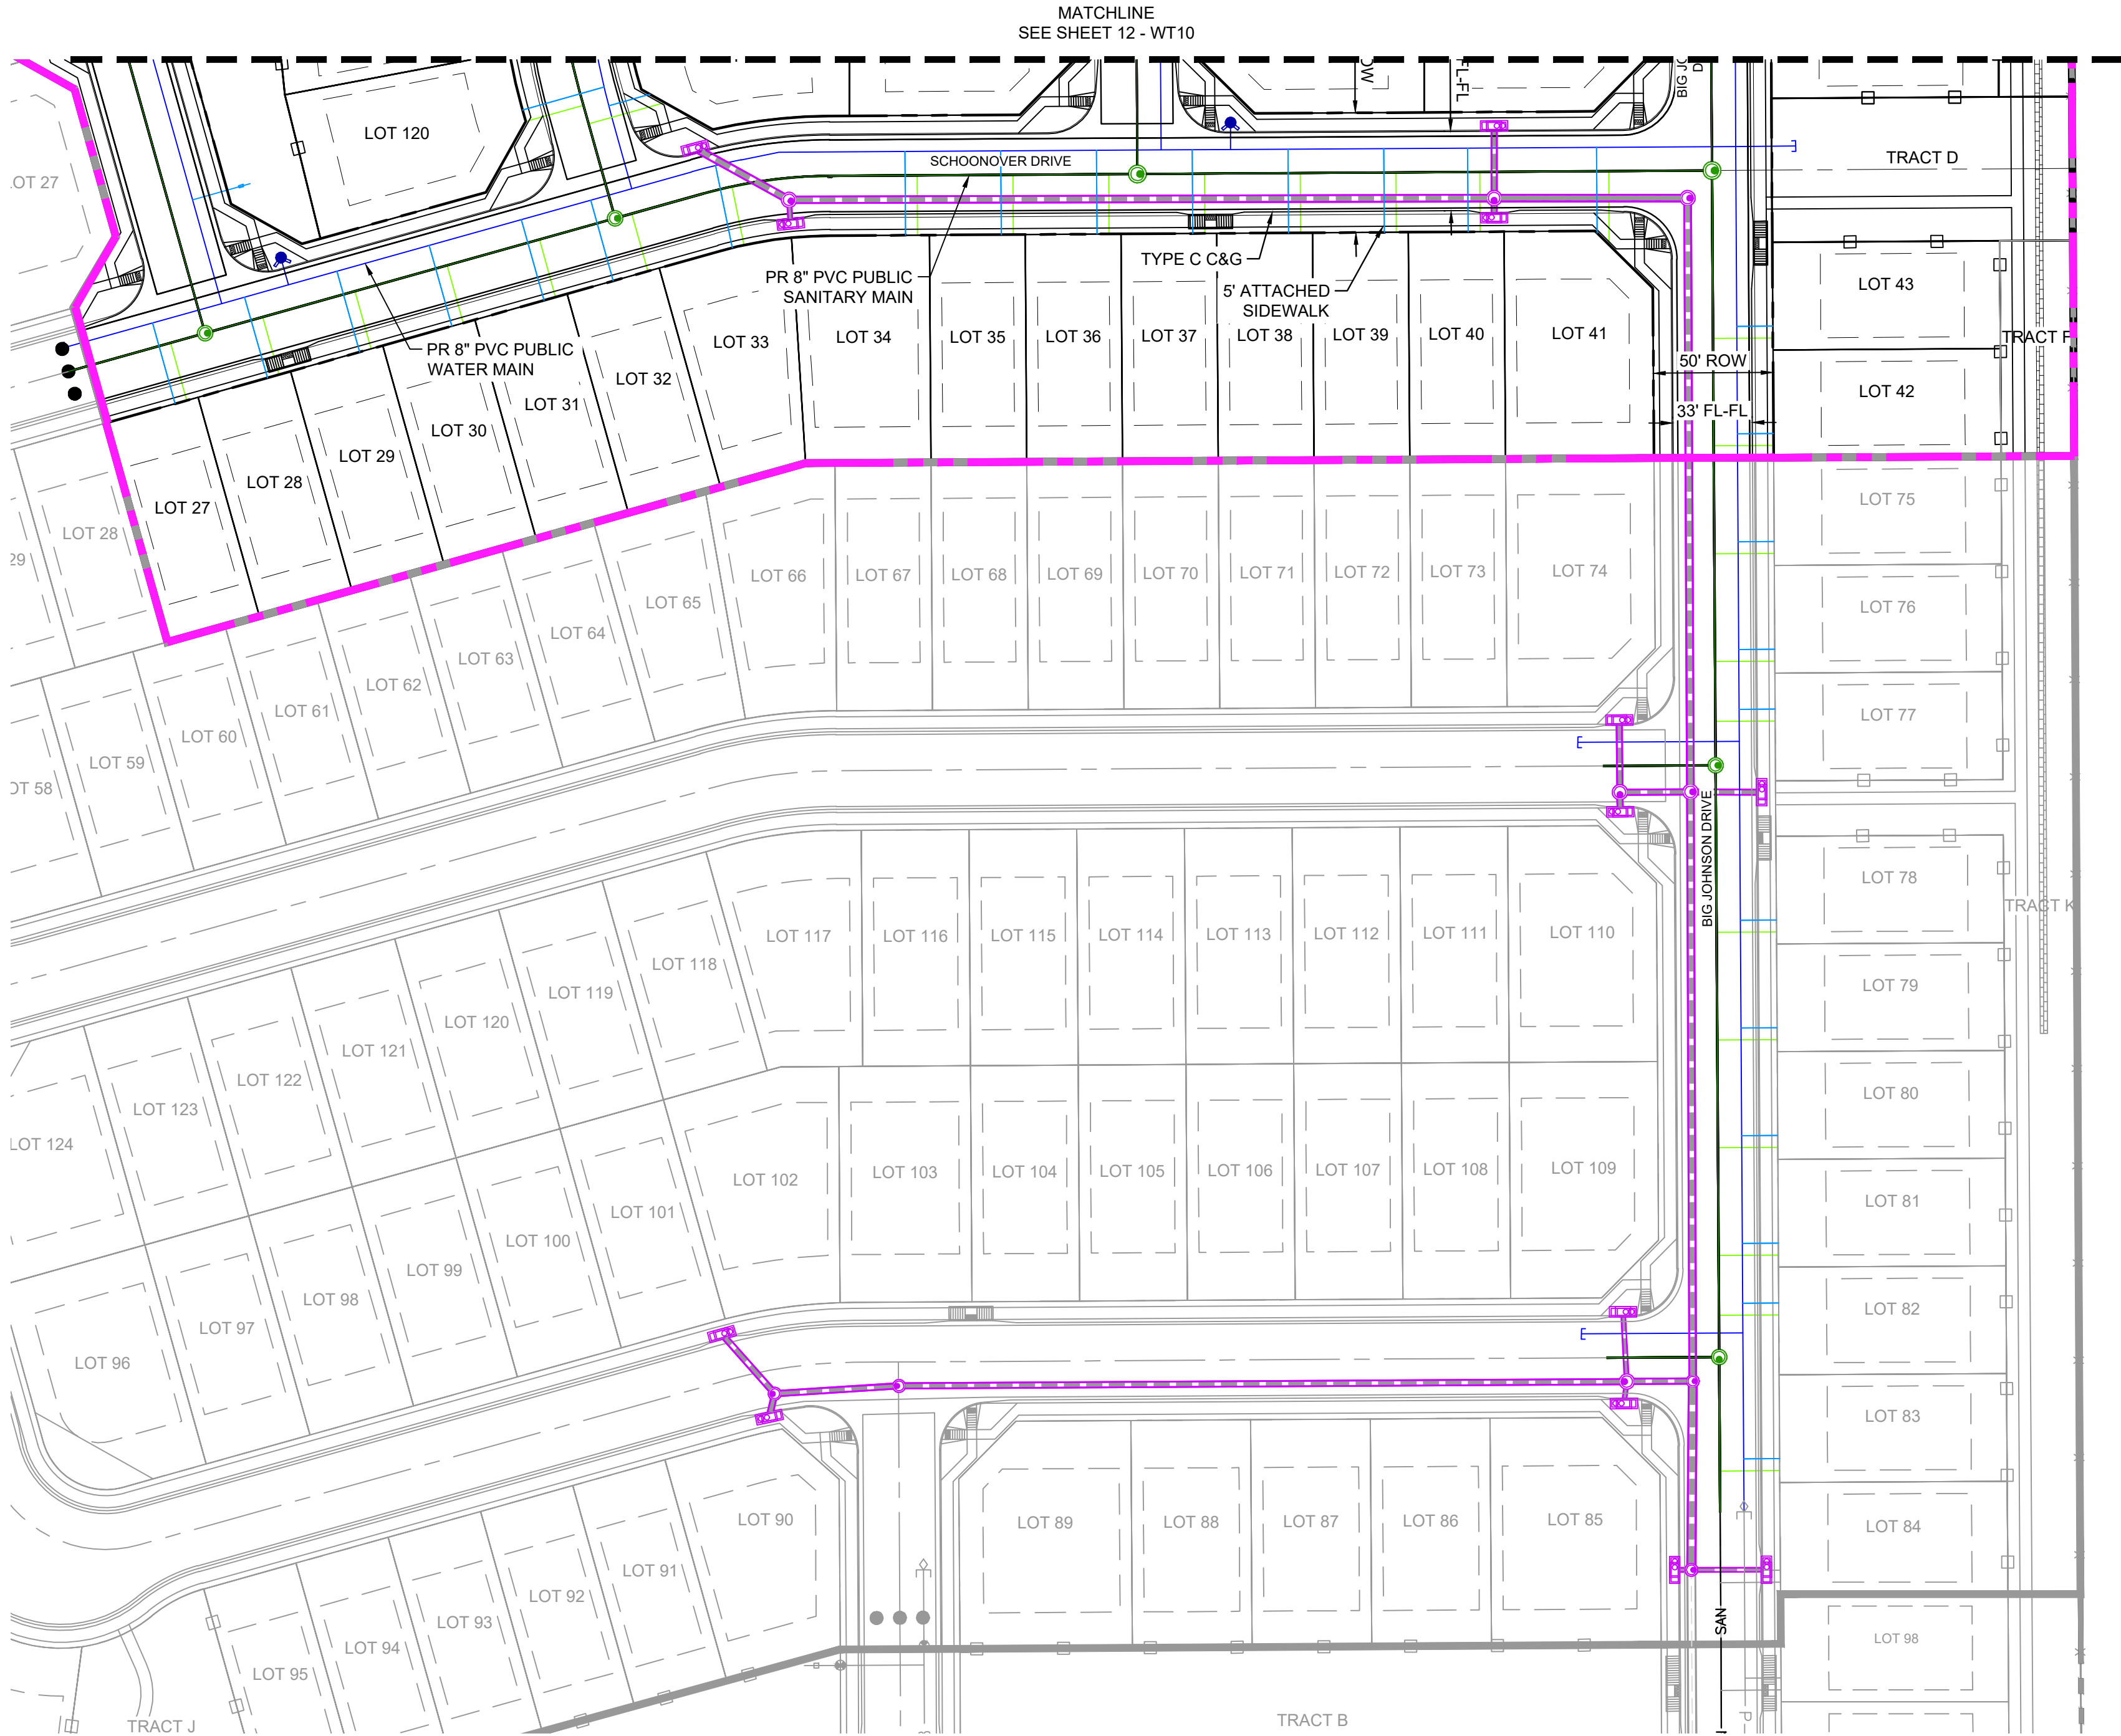 MATCHLINE
SEE SHEET 12 - WT10
BIG JO
D
FL-FL
OW
LOT 120
SCHOONOVER DRIVE
TRACT D
LOT 27
PR 8" PVC PUBLIC
SANITARY MAIN
TYPE C C&G
5' ATTACHED
SIDEWALK
PR 8" PVC PUBLIC
WATER MAIN
LOT 43
TRACT F
LOT 42
50' ROW
33' FL-FL
LOT 27
LOT 28
LOT 29
LOT 30
LOT 31
LOT 32
LOT 33
LOT 34
LOT 35
LOT 36
LOT 37
LOT 38
LOT 39
LOT 40
LOT 41
29
LOT 28
LOT 58
LOT 59
LOT 60
LOT 61
LOT 62
LOT 63
LOT 64
LOT 65
LOT 66
LOT 67
LOT 68
LOT 69
LOT 70
LOT 71
LOT 72
LOT 73
LOT 74
LOT 75
LOT 76
LOT 77
BIG JOHNSON DRIVE
LOT 78
TRACT K
LOT 79
LOT 80
LOT 81
LOT 82
LOT 83
LOT 84
LOT 98
LOT 124
LOT 123
LOT 122
LOT 121
LOT 120
LOT 119
LOT 118
LOT 117
LOT 116
LOT 115
LOT 114
LOT 113
LOT 112
LOT 111
LOT 110
LOT 96
LOT 97
LOT 98
LOT 99
LOT 100
LOT 101
LOT 102
LOT 103
LOT 104
LOT 105
LOT 106
LOT 107
LOT 108
LOT 109
LOT 95
LOT 94
LOT 93
LOT 92
LOT 91
LOT 90
LOT 89
LOT 88
LOT 87
LOT 86
LOT 85
SAN
TRACT J
TRACT B